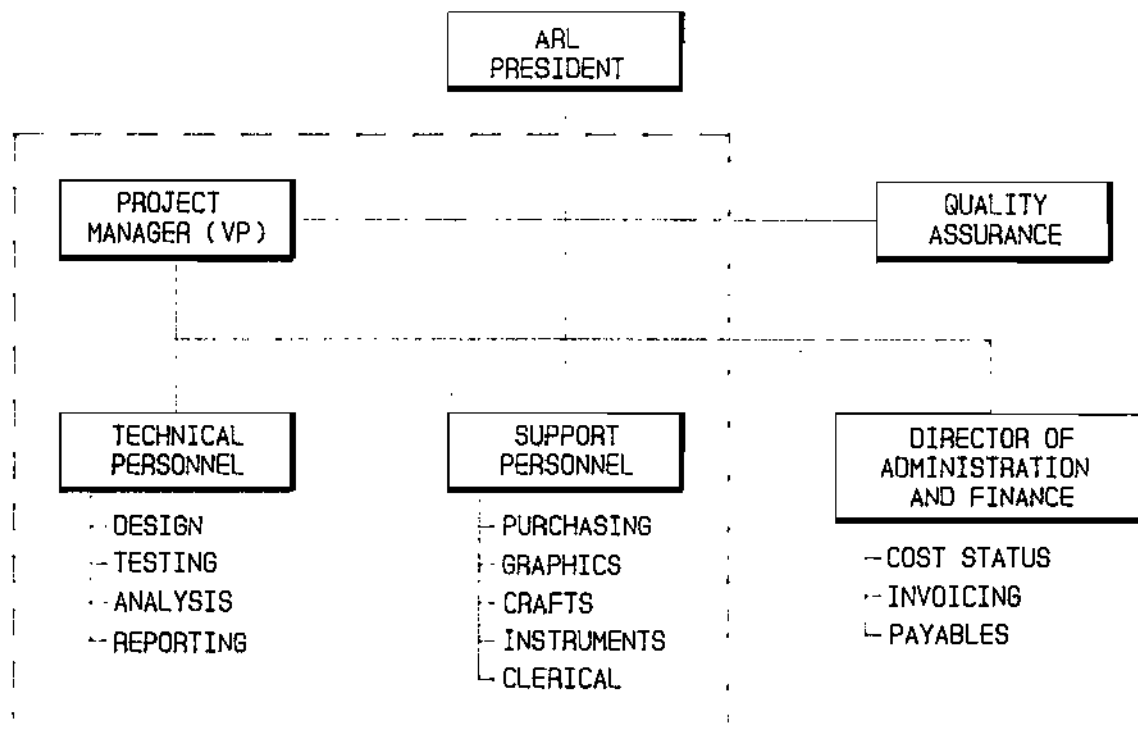 ARL
PRESIDENT
PROJECT
MANAGER (VP)
QUALITY
ASSURANCE
TECHNICAL
PERSONNEL
DESIGN
TESTING
ANALYSIS
REPORTING
SUPPORT
PERSONNEL
PURCHASING
GRAPHICS
CRAFTS
INSTRUMENTS
CLERICAL
DIRECTOR OF
ADMINISTRATION
AND FINANCE
COST STATUS
INVOICING
PAYABLES